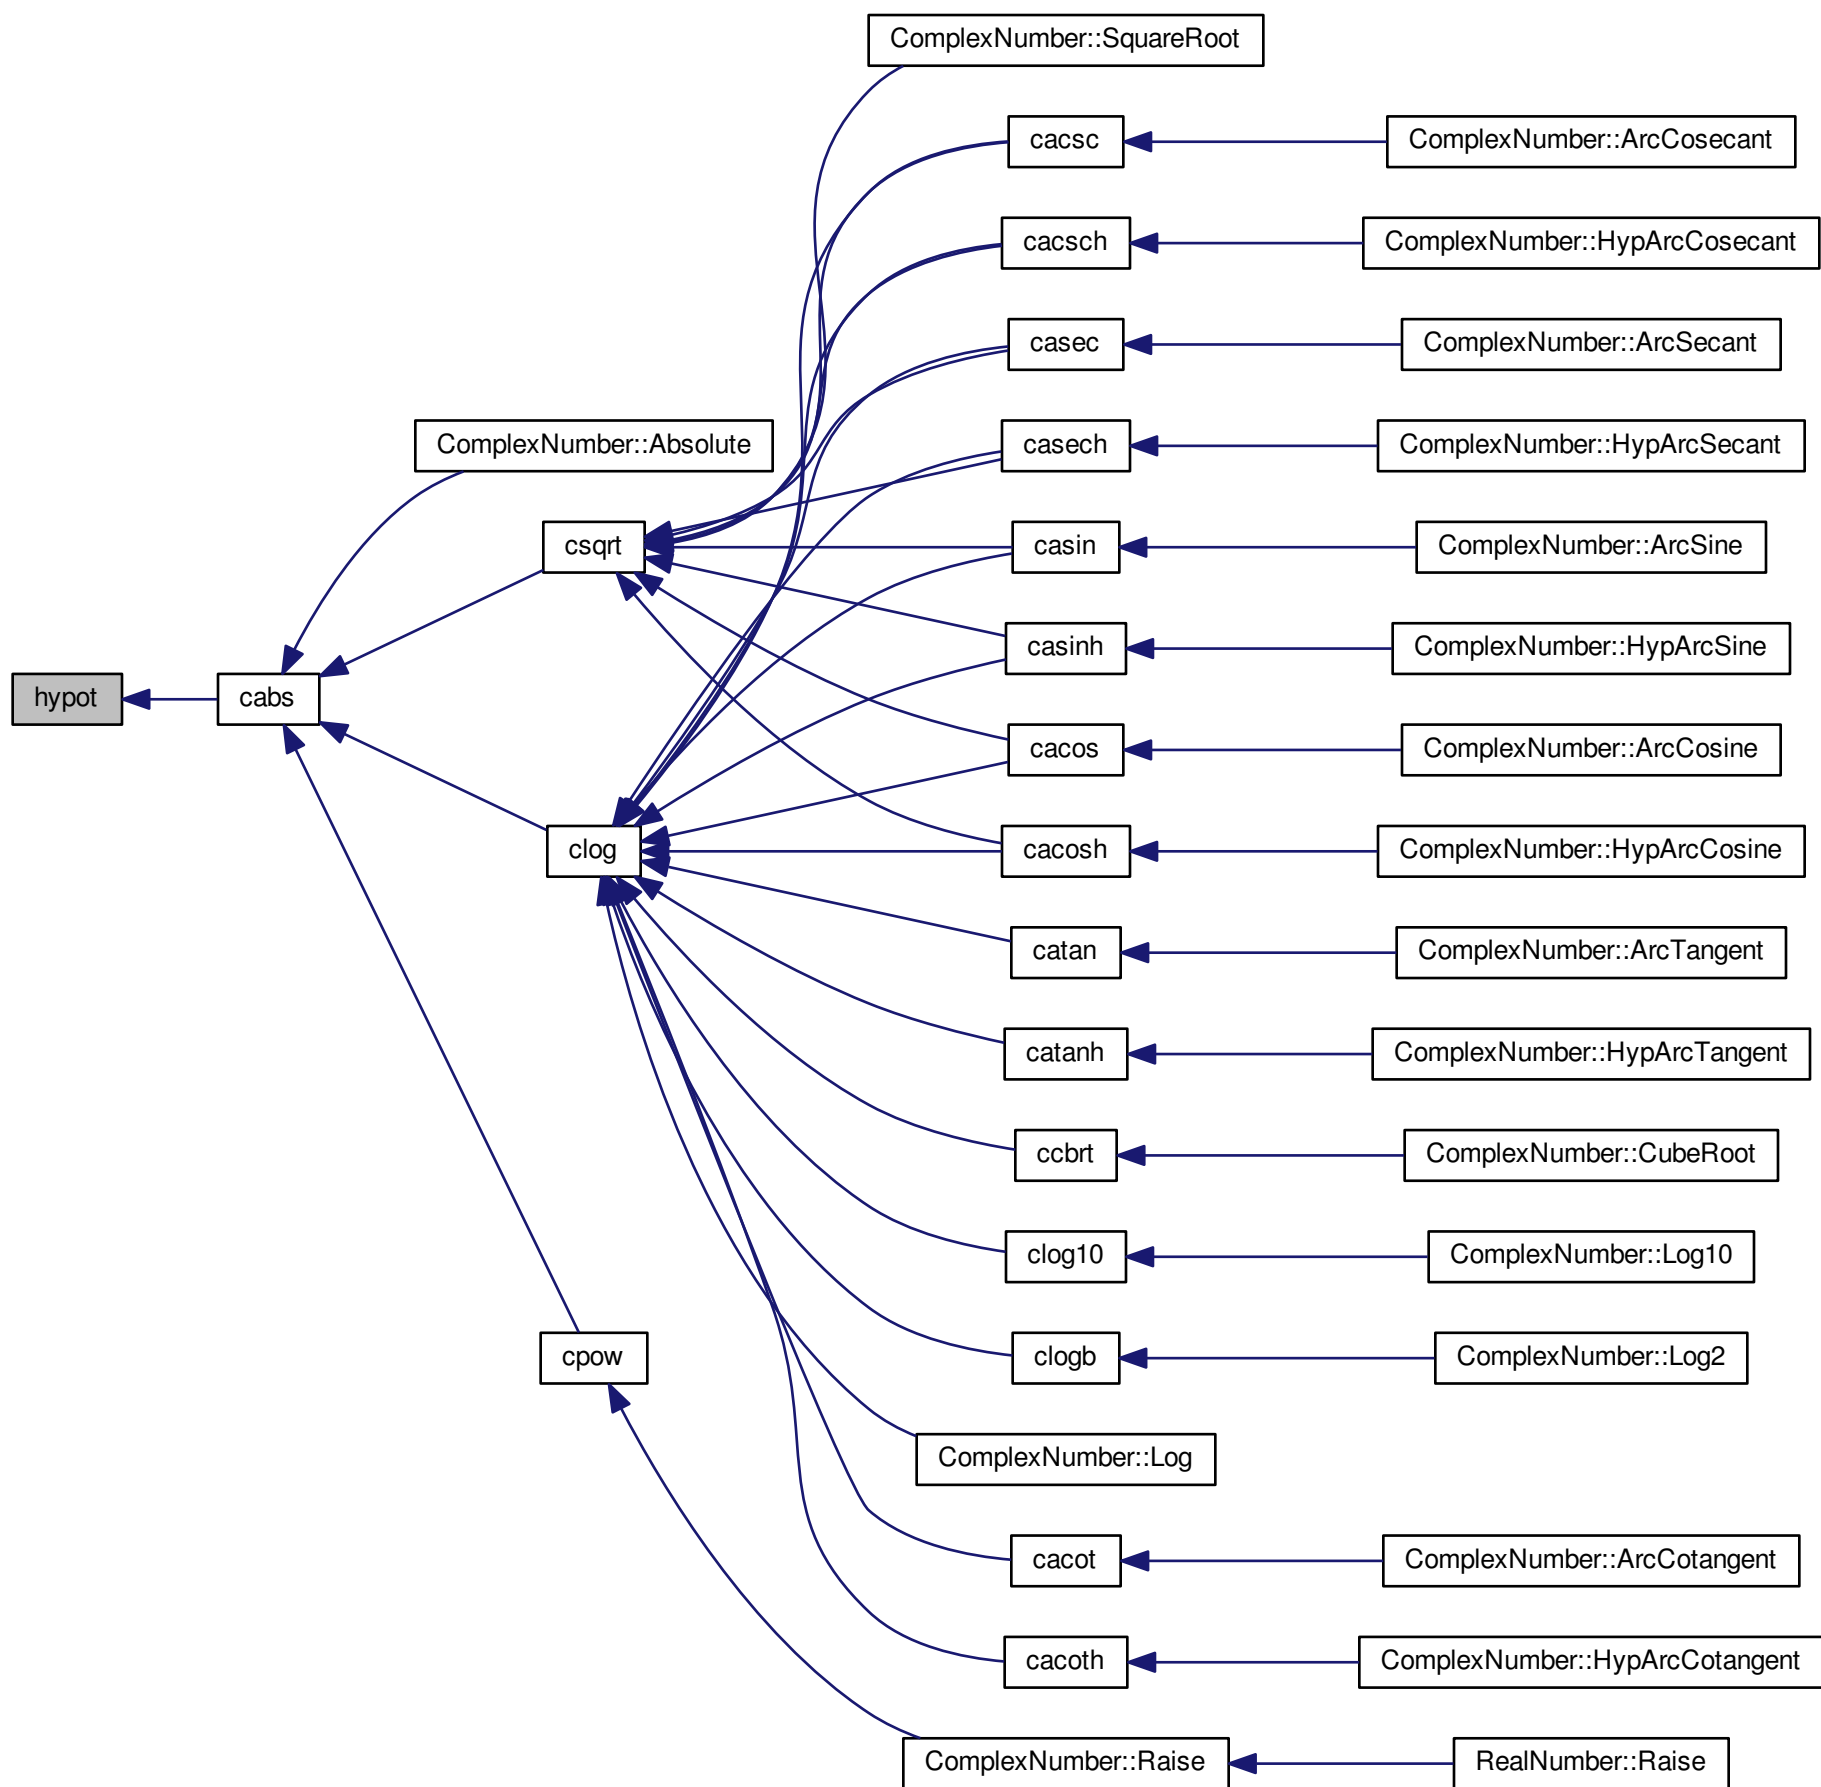 ComplexNumber::SquareRoot
cacsc
ComplexNumber::ArcCosecant
cacsch
ComplexNumber::HypArcCosecant
casec
ComplexNumber::ArcSecant
ComplexNumber::Absolute
casech
ComplexNumber::HypArcSecant
csqrt
casin
ComplexNumber::ArcSine
casinh
ComplexNumber::HypArcSine
hypot
cabs
cacos
ComplexNumber::ArcCosine
clog
cacosh
ComplexNumber::HypArcCosine
catan
ComplexNumber::ArcTangent
catanh
ComplexNumber::HypArcTangent
ccbrt
ComplexNumber::CubeRoot
clog10
ComplexNumber::Log10
cpow
clogb
ComplexNumber::Log2
ComplexNumber::Log
cacot
ComplexNumber::ArcCotangent
cacoth
ComplexNumber::HypArcCotangent
ComplexNumber::Raise
RealNumber::Raise